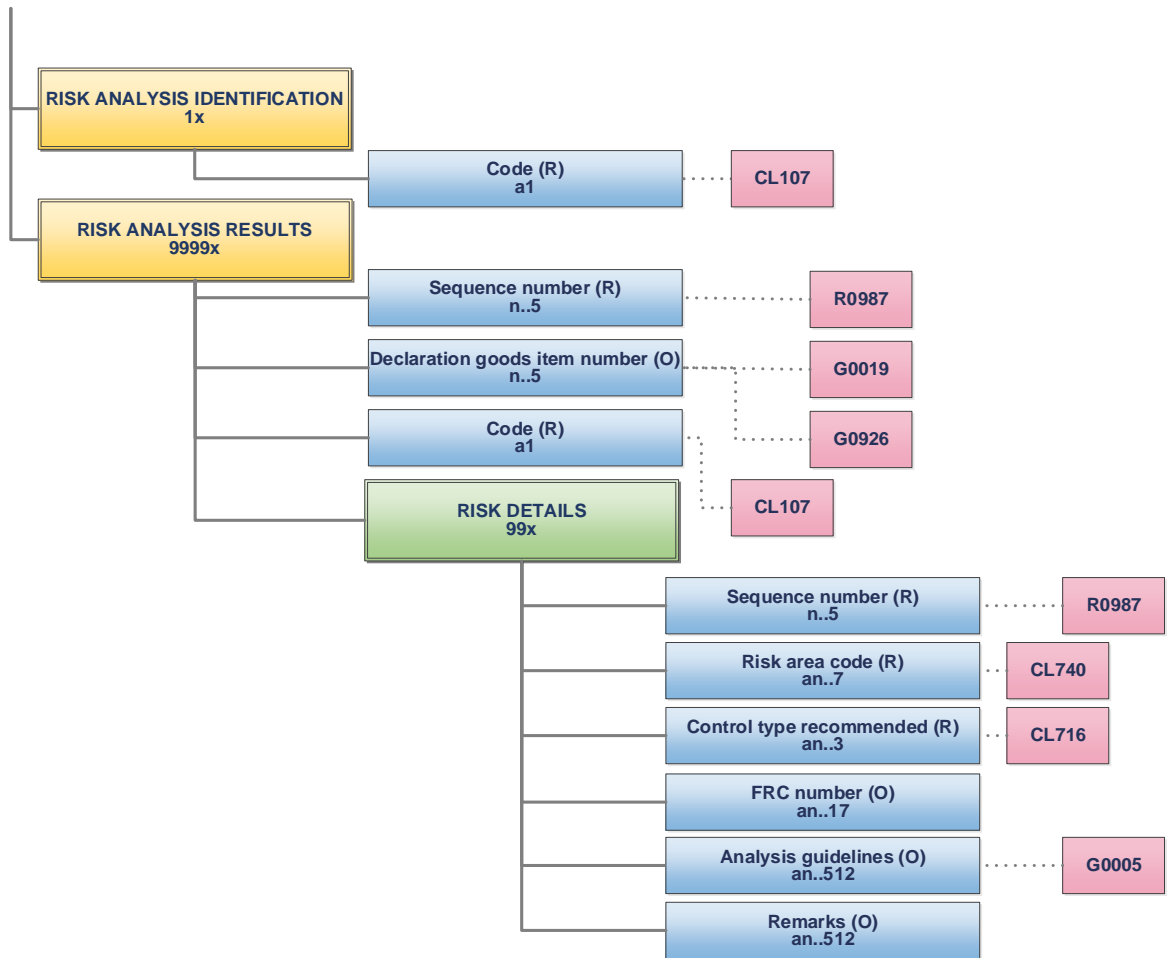 RISK ANALYSIS IDENTIFICATION
1x
Code (R)
a1
CL107
RISK ANALYSIS RESULTS
9999x
Sequence number (R)
n..5
R0987
Declaration goods item number (O)
n..5
G0019
G0926
Code (R)
a1
CL107
RISK DETAILS
99x
Sequence number (R)
n..5
R0987
Risk area code (R)
an..7
CL740
Control type recommended (R)
an..3
CL716
FRC number (O)
an..17
Analysis guidelines (O)
an..512
G0005
Remarks (O)
an..512